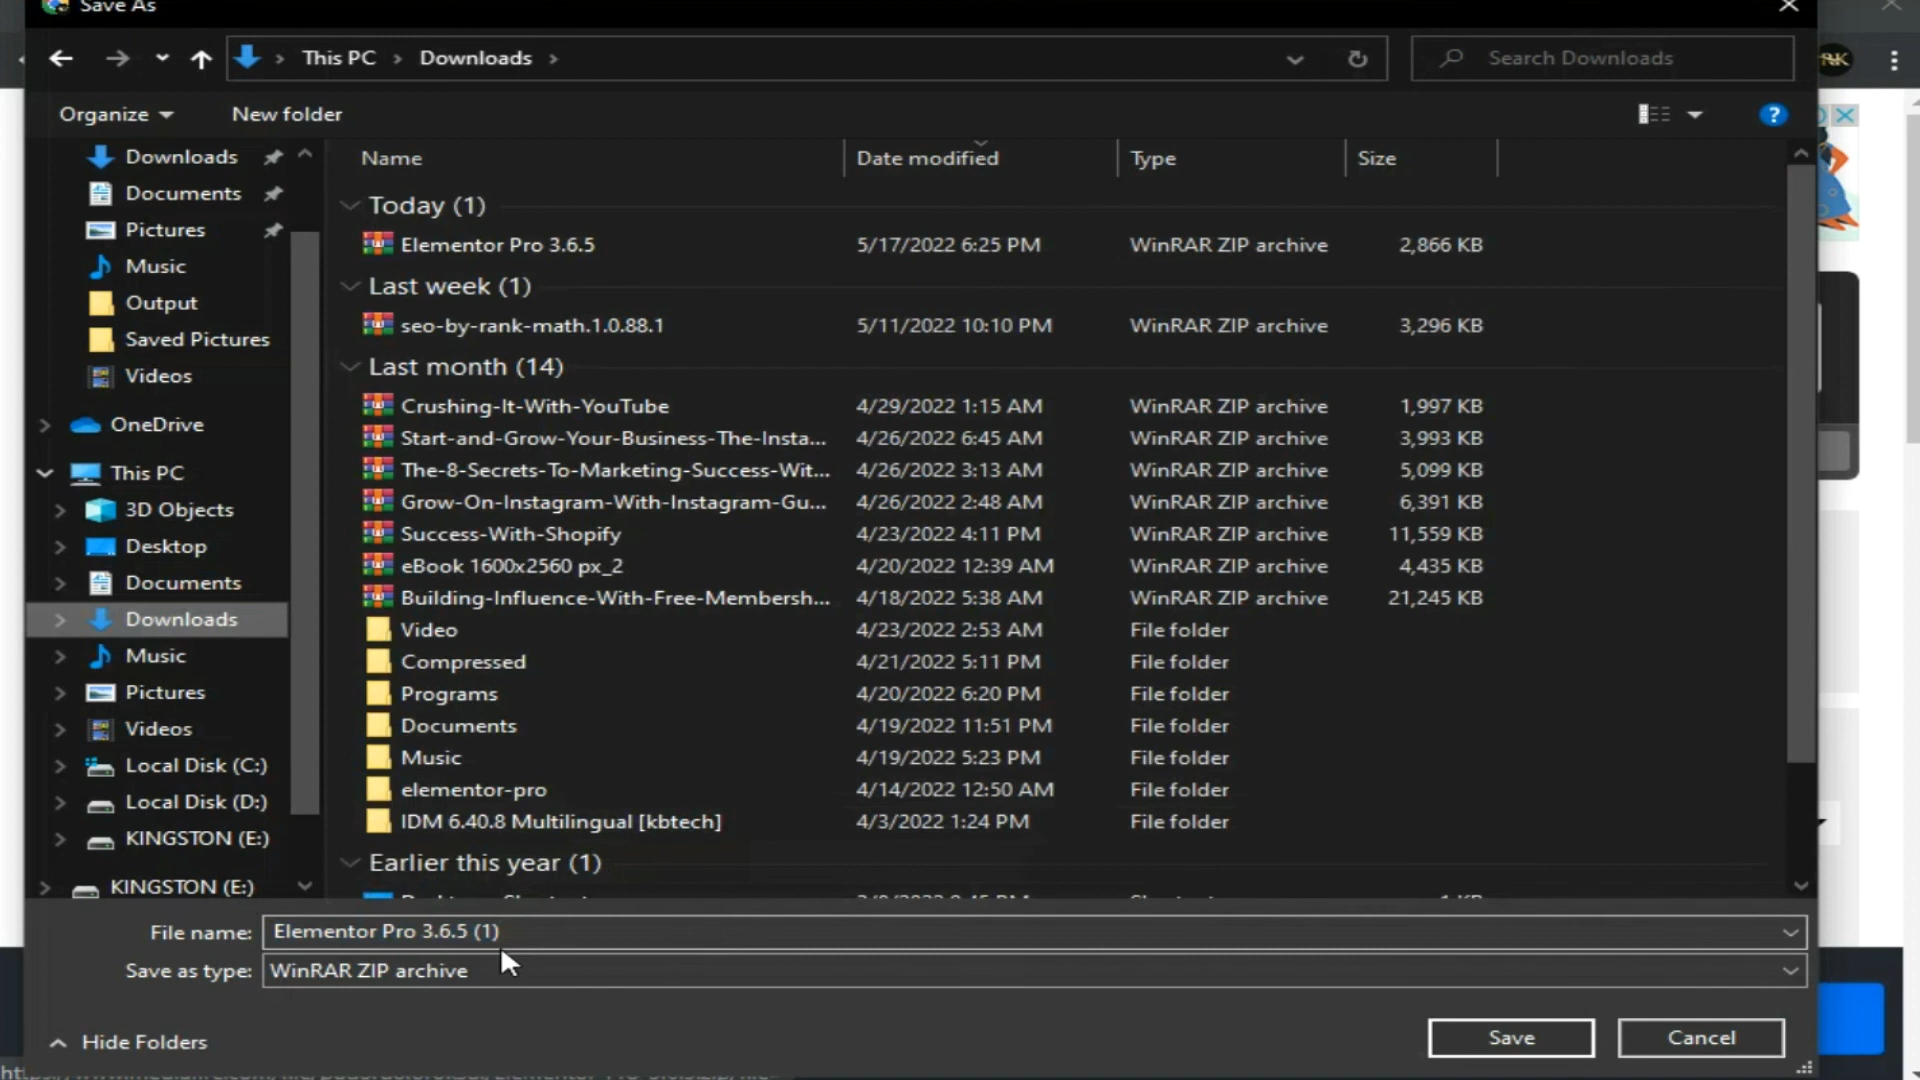 Save As
This PC > Downloads >
Search Downloads
RK
Organize
New folder
?
Downloads
Documents
Pictures
Music
Output
Saved Pictures
Videos
OneDrive
This PC
3D Objects
Desktop
Documents
Downloads
Music
Pictures
Videos
Local Disk (C:)
Local Disk (D:)
KINGSTON (E:)
KINGSTON (E:)
Name Date modified Type Size
Today (1)
Elementor Pro 3.6.5 5/17/2022 6:25 PM WinRAR ZIP archive 2,866 KB
Last week (1)
seo-by-rank-math.1.0.88.1 5/11/2022 10:10 PM WinRAR ZIP archive 3,296 KB
Last month (14)
Crushing-It-With-YouTube 4/29/2022 1:15 AM WinRAR ZIP archive 1,997 KB
Start-and-Grow-Your-Business-The-Insta... 4/26/2022 6:45 AM WinRAR ZIP archive 3,993 KB
The-8-Secrets-To-Marketing-Success-Wit... 4/26/2022 3:13 AM WinRAR ZIP archive 5,099 KB
Grow-On-Instagram-With-Instagram-Gu... 4/26/2022 2:48 AM WinRAR ZIP archive 6,391 KB
Success-With-Shopify 4/23/2022 4:11 PM WinRAR ZIP archive 11,559 KB
eBook 1600x2560 px_2 4/20/2022 12:39 AM WinRAR ZIP archive 4,435 KB
Building-Influence-With-Free-Membersh... 4/18/2022 5:38 AM WinRAR ZIP archive 21,245 KB
Video 4/23/2022 2:53 AM File folder
Compressed 4/21/2022 5:11 PM File folder
Programs 4/20/2022 6:20 PM File folder
Documents 4/19/2022 11:51 PM File folder
Music 4/19/2022 5:23 PM File folder
elementor-pro 4/14/2022 12:50 AM File folder
IDM 6.40.8 Multilingual [kbtech] 4/3/2022 1:24 PM File folder
Earlier this year (1)
File name: Elementor Pro 3.6.5 (1)
Save as type: WinRAR ZIP archive
Hide Folders
Save
Cancel